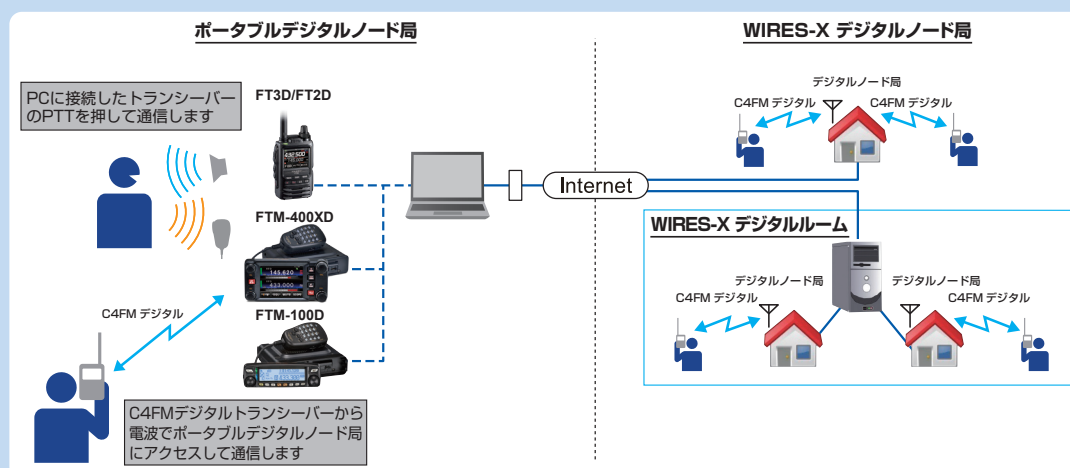 ポータブルデジタルノード局
PCに接続したトランシーバー
のPTTを押して通信します
FT3D/FT2D
FTM-400XD
145.620
433.000
C4FM デジタル
FTM-100D
C4FMデジタルトランシーバーから
電波でポータブルデジタルノード局
にアクセスして通信します
Internet
WIRES-X デジタルノード局
デジタルノード局
C4FM デジタル
C4FM デジタル
WIRES-X デジタルルーム
デジタルノード局
デジタルノード局
C4FM デジタル
C4FM デジタル